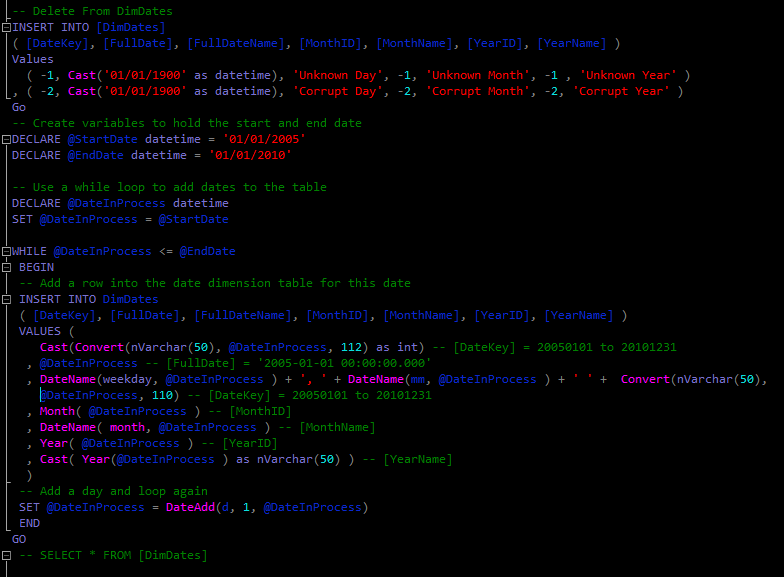 -- Delete From DimDates
INSERT INTO [DimDates]
( [DateKey], [FullDate], [FullDateName], [MonthID], [MonthName], [YearID], [YearName] )
Values
( -1, Cast('01/01/1900' as datetime), 'Unknown Day', -1, 'Unknown Month', -1 , 'Unknown Year' )
, ( -2, Cast('01/01/1900' as datetime), 'Corrupt Day', -2, 'Corrupt Month', -2, 'Corrupt Year' )
Go
-- Create variables to hold the start and end date
DECLARE @StartDate datetime = '01/01/2005'
DECLARE @EndDate datetime = '01/01/2010'
-- Use a while loop to add dates to the table
DECLARE @DateInProcess datetime
SET @DateInProcess = @StartDate
WHILE @DateInProcess <= @EndDate
BEGIN
-- Add a row into the date dimension table for this date
INSERT INTO DimDates
( [DateKey], [FullDate], [FullDateName], [MonthID], [MonthName], [YearID], [YearName] )
VALUES (
Cast(Convert(nVarchar(50), @DateInProcess, 112) as int) -- [DateKey] = 20050101 to 20101231
, @DateInProcess -- [FullDate] = '2005-01-01 00:00:00.000'
, DateName(weekday, @DateInProcess ) + ', ' + DateName(mm, @DateInProcess ) + ' ' + Convert(nVarchar(50),
@DateInProcess, 110) -- [DateKey] = 20050101 to 20101231
, Month( @DateInProcess ) -- [MonthID]
, DateName( month, @DateInProcess ) -- [MonthName]
, Year( @DateInProcess ) -- [YearID]
, Cast( Year(@DateInProcess ) as nVarchar(50) ) -- [YearName]
)
-- Add a day and loop again
SET @DateInProcess = DateAdd(d, 1, @DateInProcess)
END
GO
-- SELECT * FROM [DimDates]